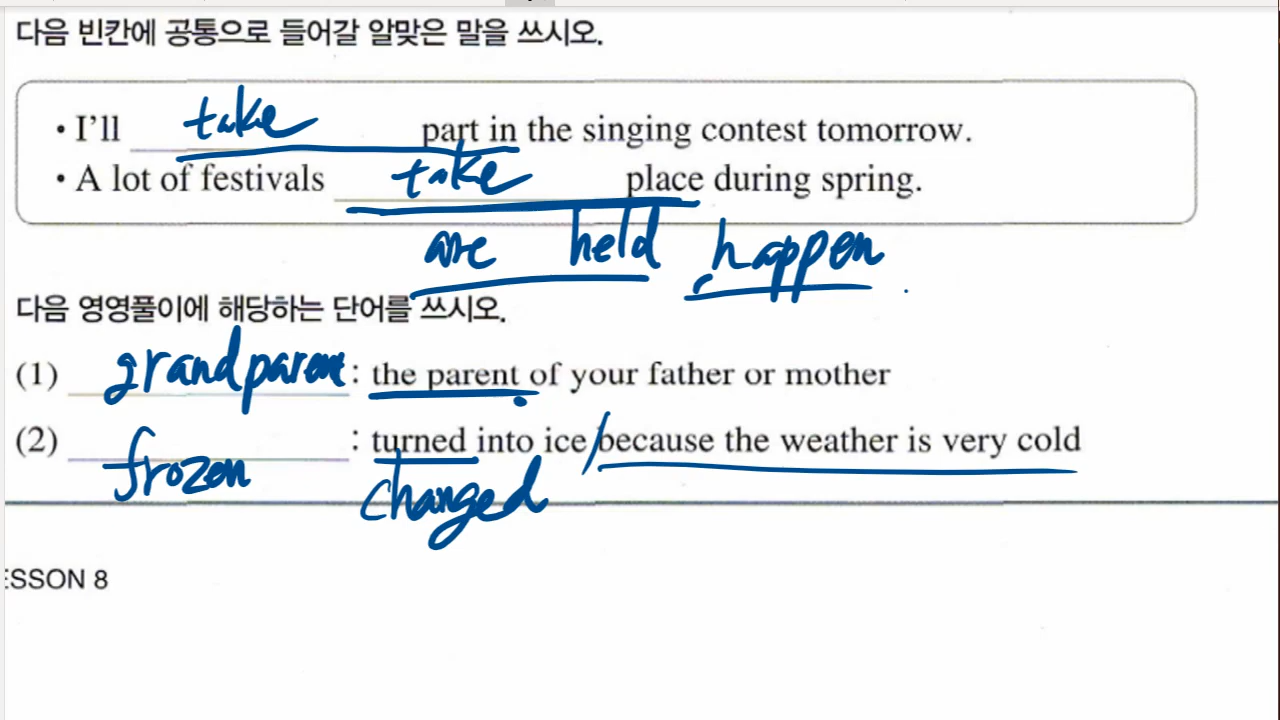 다음 빈칸에 공통으로 들어갈 알맞은 말을 쓰시오.
• I'll take part in the singing contest tomorrow.
• A lot of festivals take place during spring.
are held happen
다음 영영풀이에 해당하는 단어를 쓰시오.
(1) grandparent : the parent of your father or mother
(2) frozen : turned into ice/because the weather is very cold
changed
ESSON 8